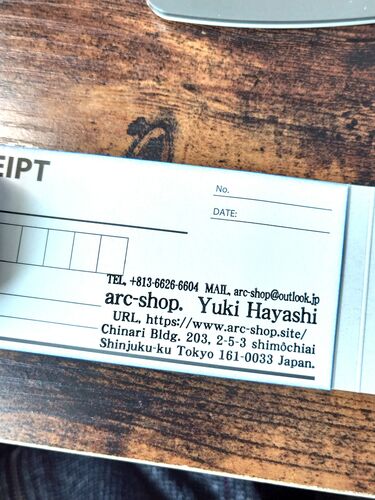 EIPT
No.
DATE:
TEL, +813-6626-6604 MAIL, arc-shop@outlook.jp
arc-shop. Yuki Hayashi
URL, https://www.arc-shop.site/
Chinari Bldg. 203, 2-5-3 shimôchiai
Shinjuku-ku Tokyo 161-0033 Japan.